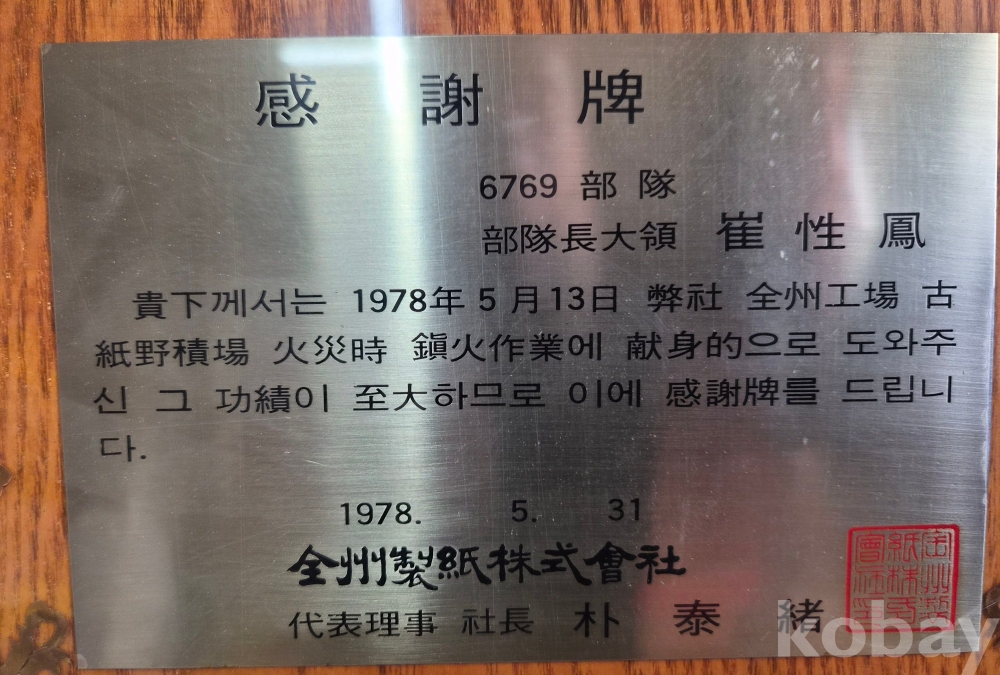 感 謝 牌
6769 部 隊
部隊長大領 崔 性 鳳
貴下께서는 1978年 5 月 13日 弊社 全州工場 古
紙野積場 火災時 鎭火作業에 献身的으로 도와주
신 그 功績이 至大하므로 이에 感謝牌를 드립니
다.
1978. 5. 31
全州製紙株式會社
代表理事 社長 朴 泰 緒
kobay